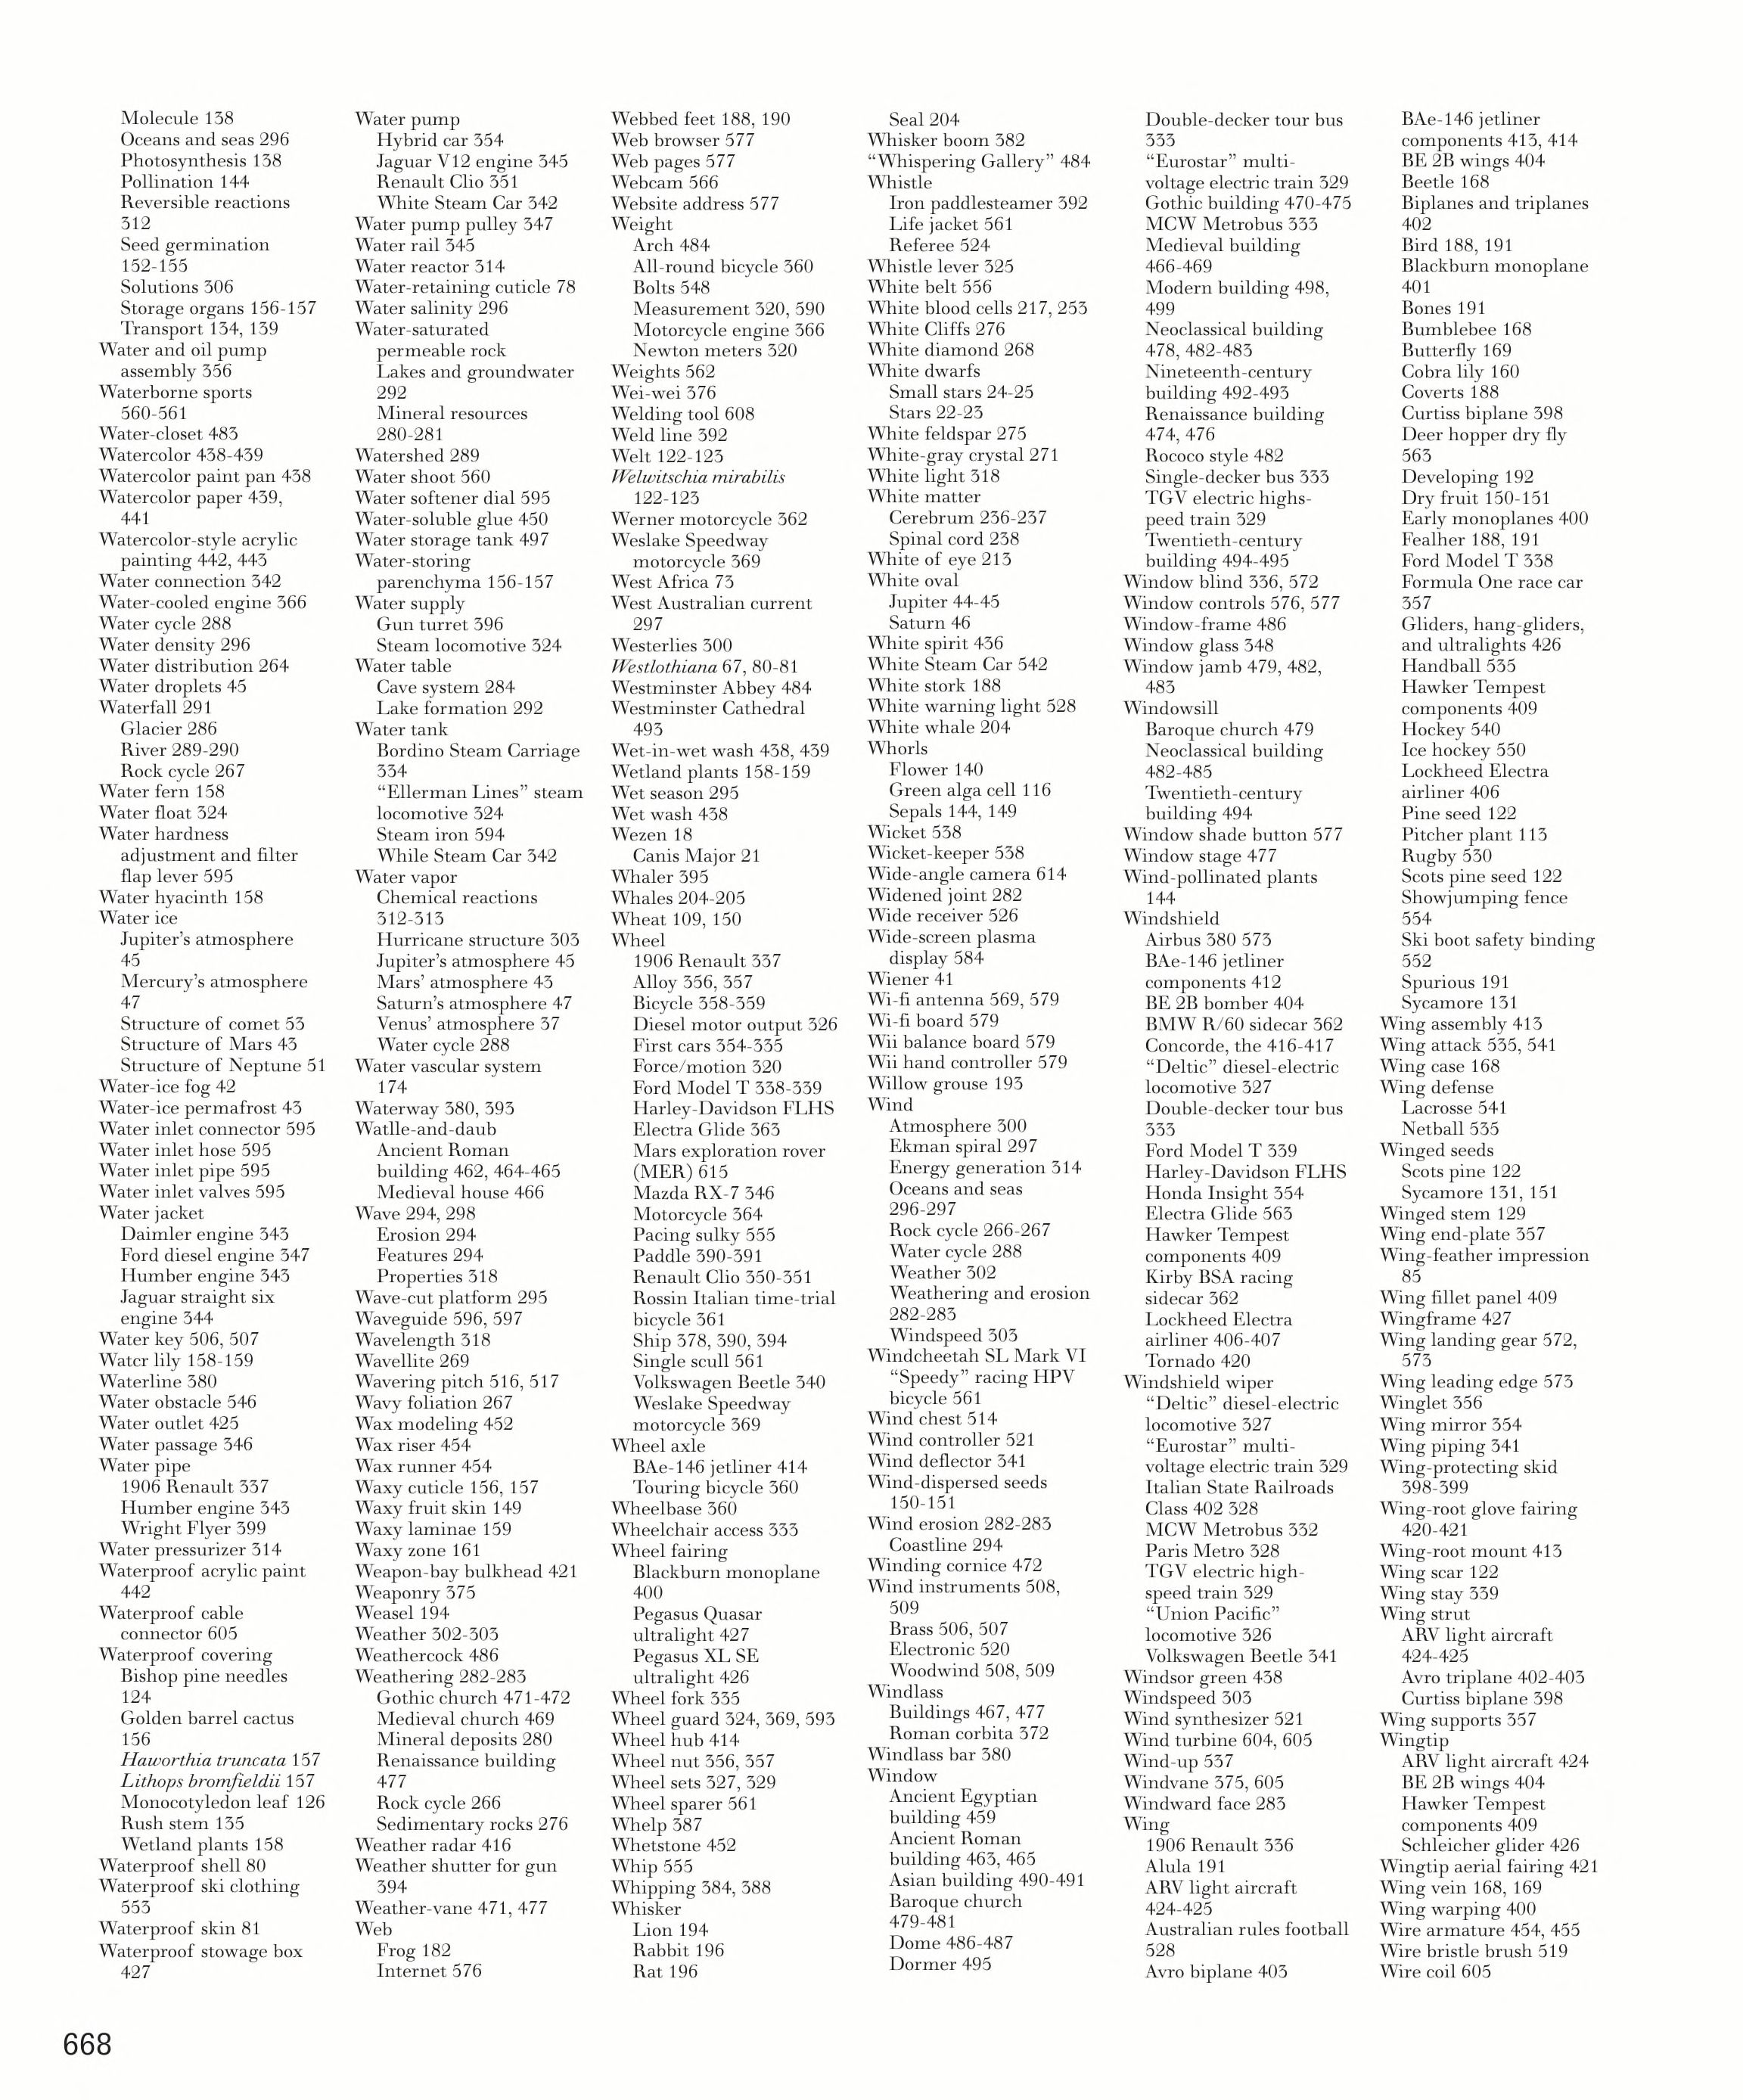 Molecule 138
Oceans and seas 296
Photosynthesis 138
Pollination 144
Reversible reactions
312
Seed germination
152-155
Solutions 306
Storage organs 156-157
Transport 134, 139
Water and oil pump
assembly 356
Waterborne sports
560-561
Water-closet 483
Watercolor 438-439
Watercolor paint pan 438
Watercolor paper 439,
441
Watercolor-style acrylic
painting 442, 443
Water connection 342
Water-cooled engine 366
Water cycle 288
Water density 296
Water distribution 264
Water droplets 45
Waterfall 291
Glacier 286
River 289-290
Rock cycle 267
Water fern 158
Water float 324
Water hardness
adjustment and filter
flap lever 595
Water hyacinth 158
Water ice
Jupiter's atmosphere
45
Mercury's atmosphere
47
Structure of comet 53
Structure of Mars 43
Structure of Neptune 51
Water-ice fog 42
Water-ice permafrost 43
Water inlet connector 595
Water inlet hose 595
Water inlet pipe 595
Water inlet valves 595
Water jacket
Daimler engine 343
Ford diesel engine 347
Humber engine 343
Jaguar straight six
engine 344
Water key 506, 507
Watcr lily 158-159
Waterline 380
Water obstacle 546
Water outlet 425
Water passage 346
Water pipe
1906 Renault 337
Humber engine 343
Wright Flyer 399
Water pressurizer 314
Waterproof acrylic paint
442
Waterproof cable
connector 605
Waterproof covering
Bishop pine needles
124
Golden barrel cactus
156
Haworthia truncata 157
Lithops bromfieldii 157
Monocotyledon leaf 126
Rush stem 135
Wetland plants 158
Waterproof shell 80
Waterproof ski clothing
553
Waterproof skin 81
Waterproof stowage box
427
Water pump
Hybrid car 354
Jaguar V12 engine 345
Renault Clio 351
White Steam Car 342
Water pump pulley 347
Water rail 345
Water reactor 314
Water-retaining cuticle 78
Water salinity 296
Water-saturated
permeable rock
Lakes and groundwater
292
Mineral resources
280-281
Watershed 289
Water shoot 560
Water softener dial 595
Water-soluble glue 450
Water storage tank 497
Water-storing
parenchyma 156-157
Water supply
Gun turret 396
Steam locomotive 324
Water table
Cave system 284
Lake formation 292
Water tank
Bordino Steam Carriage
334
“Ellerman Lines” steam
locomotive 324
Steam iron 594
While Steam Car 342
Water vapor
Chemical reactions
312-313
Hurricane structure 303
Jupiter's atmosphere 45
Mars' atmosphere 43
Saturn's atmosphere 47
Venus' atmosphere 37
Water cycle 288
Water vascular system
174
Waterway 380, 393
Watlle-and-daub
Ancient Roman
building 462, 464-465
Medieval house 466
Wave 294, 298
Erosion 294
Features 294
Properties 318
Wave-cut platform 295
Waveguide 596, 597
Wavelength 318
Wavellite 269
Wavering pitch 516, 517
Wavy foliation 267
Wax modeling 452
Wax riser 454
Wax runner 454
Waxy cuticle 156, 157
Waxy fruit skin 149
Waxy laminae 159
Waxy zone 161
Weapon-bay bulkhead 421
Weaponry 375
Weasel 194
Weather 302-303
Weathercock 486
Weathering 282-283
Gothic church 471-472
Medieval church 469
Mineral deposits 280
Renaissance building
477
Rock cycle 266
Sedimentary rocks 276
Weather radar 416
Weather shutter for gun
394
Weather-vane 471, 477
Web
Frog 182
Internet 576
Webbed feet 188, 190
Web browser 577
Web pages 577
Webcam 566
Website address 577
Weight
Arch 484
All-round bicycle 360
Bolts 548
Measurement 320, 590
Motorcycle engine 366
Newton meters 320
Weights 562
Wei-wei 376
Welding tool 608
Weld line 392
Welt 122-123
Welwitschia mirabilis
122-123
Werner motorcycle 362
Weslake Speedway
motorcycle 369
West Africa 73
West Australian current
297
Westerlies 300
Westlothiana 67, 80-81
Westminster Abbey 484
Westminster Cathedral
493
Wet-in-wet wash 438, 439
Wetland plants 158-159
Wet season 295
Wet wash 438
Wezen 18
Canis Major 21
Whaler 395
Whales 204-205
Wheat 109, 150
Wheel
1906 Renault 337
Alloy 356, 357
Bicycle 358-359
Diesel motor output 326
First cars 354-335
Force/motion 320
Ford Model T 338-339
Harley-Davidson FLHS
Electra Glide 363
Mars exploration rover
(MER) 615
Mazda RX-7 346
Motorcycle 364
Pacing sulky 555
Paddle 390-391
Renault Clio 350-351
Rossin Italian time-trial
bicycle 361
Ship 378, 390, 394
Single scull 561
Volkswagen Beetle 340
Weslake Speedway
motorcycle 369
Wheel axle
BAe-146 jetliner 414
Touring bicycle 360
Wheelbase 360
Wheelchair access 333
Wheel fairing
Blackburn monoplane
400
Pegasus Quasar
ultralight 427
Pegasus XL SE
ultralight 426
Wheel fork 335
Wheel guard 324, 369, 593
Wheel hub 414
Wheel nut 356, 357
Wheel sets 327, 329
Wheel sparer 561
Whelp 387
Whetstone 452
Whip 555
Whipping 384, 388
Whisker
Lion 194
Rabbit 196
Rat 196
Seal 204
Whisker boom 382
“Whispering Gallery” 484
Whistle
Iron paddlesteamer 392
Life jacket 561
Referee 524
Whistle lever 325
White belt 556
White blood cells 217, 253
White Cliffs 276
White diamond 268
White dwarfs
Small stars 24-25
Stars 22-23
White feldspar 275
White-gray crystal 271
White light 318
White matter
Cerebrum 236-237
Spinal cord 238
White of eye 213
White oval
Jupiter 44-45
Saturn 46
White spirit 436
White Steam Car 542
White stork 188
White warning light 528
White whale 204
Whorls
Flower 140
Green alga cell 116
Sepals 144, 149
Wicket 538
Wicket-keeper 538
Wide-angle camera 614
Widened joint 282
Wide receiver 526
Wide-screen plasma
display 584
Wiener 41
Wi-fi antenna 569, 579
Wi-fi board 579
Wii balance board 579
Wii hand controller 579
Willow grouse 193
Wind
Atmosphere 300
Ekman spiral 297
Energy generation 314
Oceans and seas
296-297
Rock cycle 266-267
Water cycle 288
Weather 302
Weathering and erosion
282-283
Windspeed 303
Windcheetah SL Mark VI
“Speedy” racing HPV
bicycle 561
Wind chest 514
Wind controller 521
Wind deflector 341
Wind-dispersed seeds
150-151
Wind erosion 282-283
Coastline 294
Winding cornice 472
Wind instruments 508,
509
Brass 506, 507
Electronic 520
Woodwind 508, 509
Windlass
Buildings 467, 477
Roman corbita 372
Windlass bar 380
Window
Ancient Egyptian
building 459
Ancient Roman
building 463, 465
Asian building 490-491
Baroque church
479-481
Dome 486-487
Dormer 495
Double-decker tour bus
333
“Eurostar” multi-
voltage electric train 329
Gothic building 470-475
MCW Metrobus 333
Medieval building
466-469
Modern building 498,
499
Neoclassical building
478, 482-483
Nineteenth-century
building 492-493
Renaissance building
474, 476
Rococo style 482
Single-decker bus 333
TGV electric highs-
peed train 329
Twentieth-century
building 494-495
Window blind 336, 572
Window controls 576, 577
Window-frame 486
Window glass 348
Window jamb 479, 482,
483
Windowsill
Baroque church 479
Neoclassical building
482-485
Twentieth-century
building 494
Window shade button 577
Window stage 477
Wind-pollinated plants
144
Windshield
Airbus 380 573
BAe-146 jetliner
components 412
BE 2B bomber 404
BMW R/60 sidecar 362
Concorde, the 416-417
“Deltic” diesel-electric
locomotive 327
Double-decker tour bus
333
Ford Model T 339
Harley-Davidson FLHS
Honda Insight 354
Electra Glide 563
Hawker Tempest
components 409
Kirby BSA racing
sidecar 362
Lockheed Electra
airliner 406-407
Tornado 420
Windshield wiper
“Deltic” diesel-electric
locomotive 327
“Eurostar” multi-
voltage electric train 329
Italian State Railroads
Class 402 328
MCW Metrobus 332
Paris Metro 328
TGV electric high-
speed train 329
“Union Pacific”
locomotive 326
Volkswagen Beetle 341
Windsor green 438
Windspeed 303
Wind synthesizer 521
Wind turbine 604, 605
Wind-up 537
Windvane 375, 605
Windward face 283
Wing
1906 Renault 336
Alula 191
ARV light aircraft
424-425
Australian rules football
528
Avro biplane 403
BAe-146 jetliner
components 413, 414
BE 2B wings 404
Beetle 168
Biplanes and triplanes
402
Bird 188, 191
Blackburn monoplane
401
Bones 191
Bumblebee 168
Butterfly 169
Cobra lily 160
Coverts 188
Curtiss biplane 398
Deer hopper dry fly
563
Developing 192
Dry fruit 150-151
Early monoplanes 400
Fealher 188, 191
Ford Model T 338
Formula One race car
357
Gliders, hang-gliders,
and ultralights 426
Handball 535
Hawker Tempest
components 409
Hockey 540
Ice hockey 550
Lockheed Electra
airliner 406
Pine seed 122
Pitcher plant 113
Rugby 530
Scots pine seed 122
Showjumping fence
554
Ski boot safety binding
552
Spurious 191
Sycamore 131
Wing assembly 413
Wing attack 535, 541
Wing case 168
Wing defense
Lacrosse 541
Netball 535
Winged seeds
Scots pine 122
Sycamore 131, 151
Winged stem 129
Wing end-plate 357
Wing-feather impression
85
Wing fillet panel 409
Wingframe 427
Wing landing gear 572,
573
Wing leading edge 573
Winglet 356
Wing mirror 354
Wing piping 341
Wing-protecting skid
398-399
Wing-root glove fairing
420-421
Wing-root mount 413
Wing scar 122
Wing stay 339
Wing strut
ARV light aircraft
424-425
Avro triplane 402-403
Curtiss biplane 398
Wing supports 357
Wingtip
ARV light aircraft 424
BE 2B wings 404
Hawker Tempest
components 409
Schleicher glider 426
Wingtip aerial fairing 421
Wing vein 168, 169
Wing warping 400
Wire armature 454, 455
Wire bristle brush 519
Wire coil 605
668